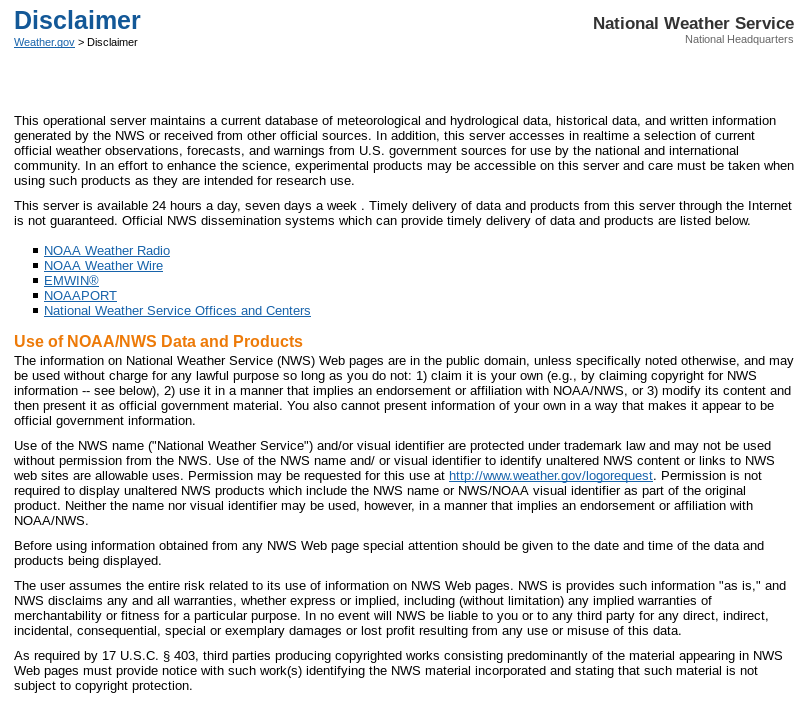 Disclaimer
National Weather Service
Weather.gov > Disclaimer
National Headquarters
This operational server maintains a current database of meteorological and hydrological data, historical data, and written information
generated by the NWS or received from other official sources. In addition, this server accesses in realtime a selection of current
official weather observations, forecasts, and warnings from U.S. government sources for use by the national and international
community. In an effort to enhance the science, experimental products may be accessible on this server and care must be taken when
using such products as they are intended for research use.
This server is available 24 hours a day, seven days a week . Timely delivery of data and products from this server through the Internet
is not guaranteed. Official NWS dissemination systems which can provide timely delivery of data and products are listed below.
NOAA Weather Radio
NOAA Weather Wire
EMWIN®
NOAAPORT
National Weather Service Offices and Centers
Use of NOAA/NWS Data and Products
The information on National Weather Service (NWS) Web pages are in the public domain, unless specifically noted otherwise, and may
be used without charge for any lawful purpose so long as you do not: 1) claim it is your own (e.g., by claiming copyright for NWS
information -- see below), 2) use it in a manner that implies an endorsement or affiliation with NOAA/NWS, or 3) modify its content and
then present it as official government material. You also cannot present information of your own in a way that makes it appear to be
official government information.
Use of the NWS name ("National Weather Service") and/or visual identifier are protected under trademark law and may not be used
without permission from the NWS. Use of the NWS name and/ or visual identifier to identify unaltered NWS content or links to NWS
web sites are allowable uses. Permission may be requested for this use at http://www.weather.gov/logorequest. Permission is not
required to display unaltered NWS products which include the NWS name or NWS/NOAA visual identifier as part of the original
product. Neither the name nor visual identifier may be used, however, in a manner that implies an endorsement or affiliation with
NOAA/NWS.
Before using information obtained from any NWS Web page special attention should be given to the date and time of the data and
products being displayed.
The user assumes the entire risk related to its use of information on NWS Web pages. NWS is provides such information "as is," and
NWS disclaims any and all warranties, whether express or implied, including (without limitation) any implied warranties of
merchantability or fitness for a particular purpose. In no event will NWS be liable to you or to any third party for any direct, indirect,
incidental, consequential, special or exemplary damages or lost profit resulting from any use or misuse of this data.
As required by 17 U.S.C. § 403, third parties producing copyrighted works consisting predominantly of the material appearing in NWS
Web pages must provide notice with such work(s) identifying the NWS material incorporated and stating that such material is not
subject to copyright protection.